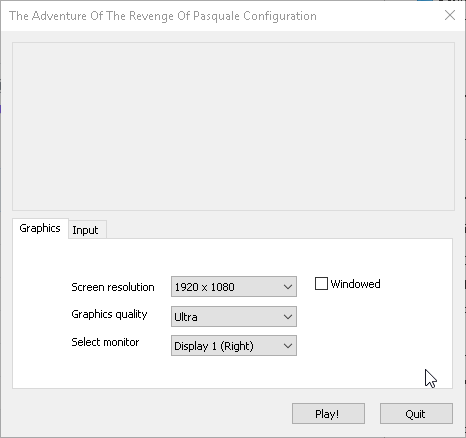 The Adventure Of The Revenge Of Pasquale Configuration
Graphics
Input
Screen resolution
1920 x 1080
Windowed
Graphics quality
Ultra
Select monitor
Display 1 (Right)
Play!
Quit